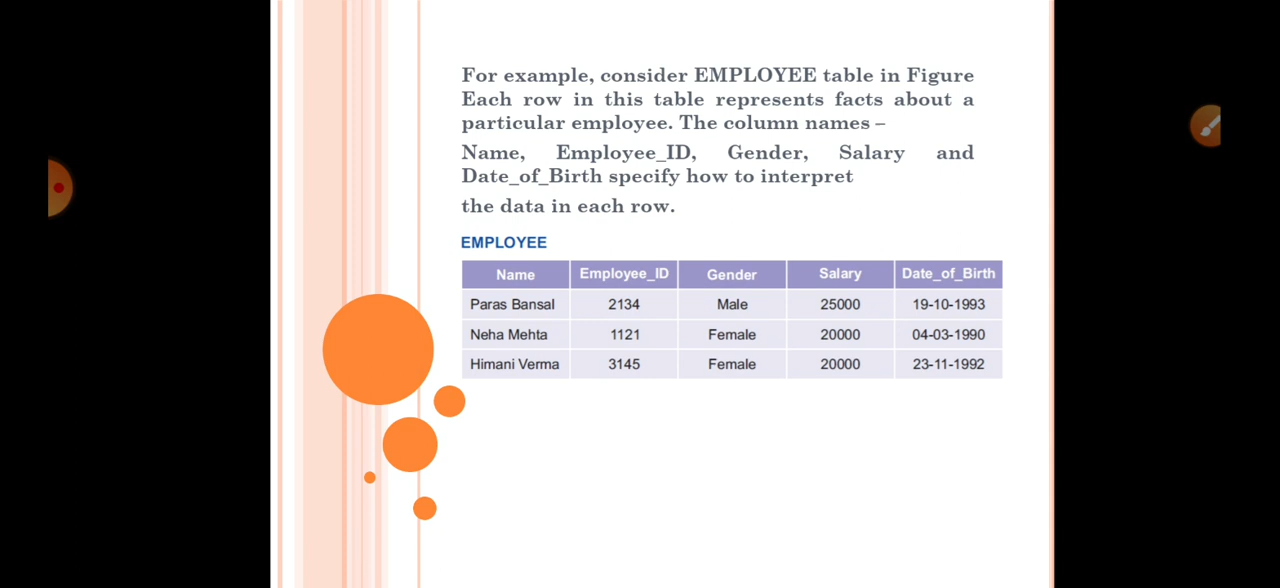 For example, consider EMPLOYEE table in Figure
Each row in this table represents facts about a
particular employee. The column names –
Name, Employee_ID, Gender, Salary and
Date_of_Birth specify how to interpret
the data in each row.
EMPLOYEE
Name Employee_ID Gender Salary Date_of_Birth
Paras Bansal 2134 Male 25000 19-10-1993
Neha Mehta 1121 Female 20000 04-03-1990
Himani Verma 3145 Female 20000 23-11-1992